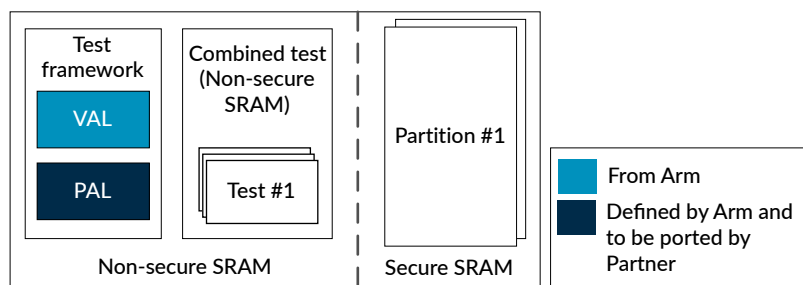 Test
framework
VAL
PAL
Combined test
(Non-secure
SRAM)
Test #1
Partition #1
Non-secure SRAM
Secure SRAM
From Arm
Defined by Arm and
to be ported by
Partner